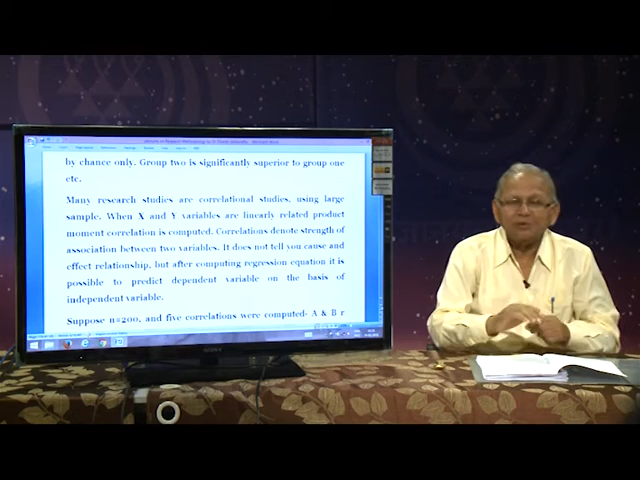 by chance only. Group two is significantly superior to group one
etc.
Many research studies are correlational studies, using large
sample. When X and Y variables are linearly related product
moment correlation is computed. Correlations denote strength of
association between two variables. It does not tell you cause and
effect relationship, but after computing regression equation it is
possible to predict dependent variable on the basis of
independent variable.
Suppose n=200, and five correlations were computed- A & B r
SONY